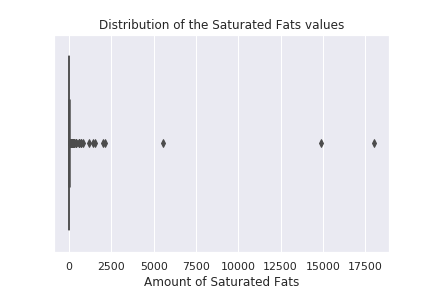 Distribution of the Saturated Fats values
0 2500 5000 7500 10000 12500 15000 17500
Amount of Saturated Fats